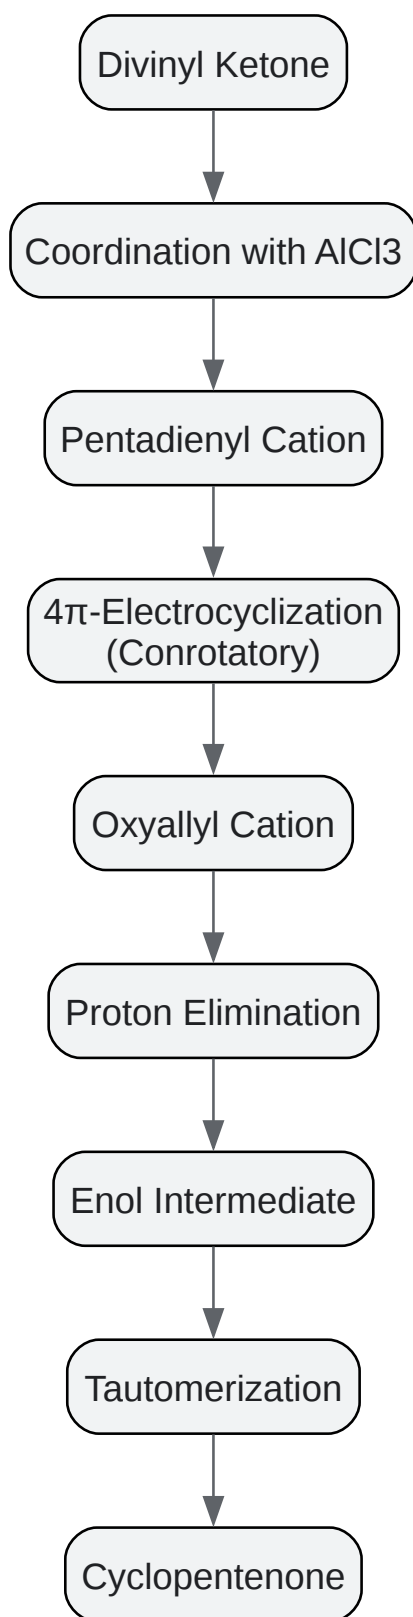 Divinyl Ketone
Coordination with AlCl3
Pentadienyl Cation
4π-Electrocyclization
(Conrotatory)
Oxyallyl Cation
Proton Elimination
Enol Intermediate
Tautomerization
Cyclopentenone